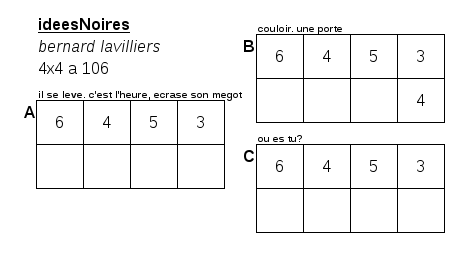 ideesNoires
bernard lavilliers
4x4 a 106
il se leve. c'est l'heure, ecrase son megot
A
6 4 5 3
couloir. une porte
B
6 4 5 3
4
ou es tu?
C
6 4 5 3